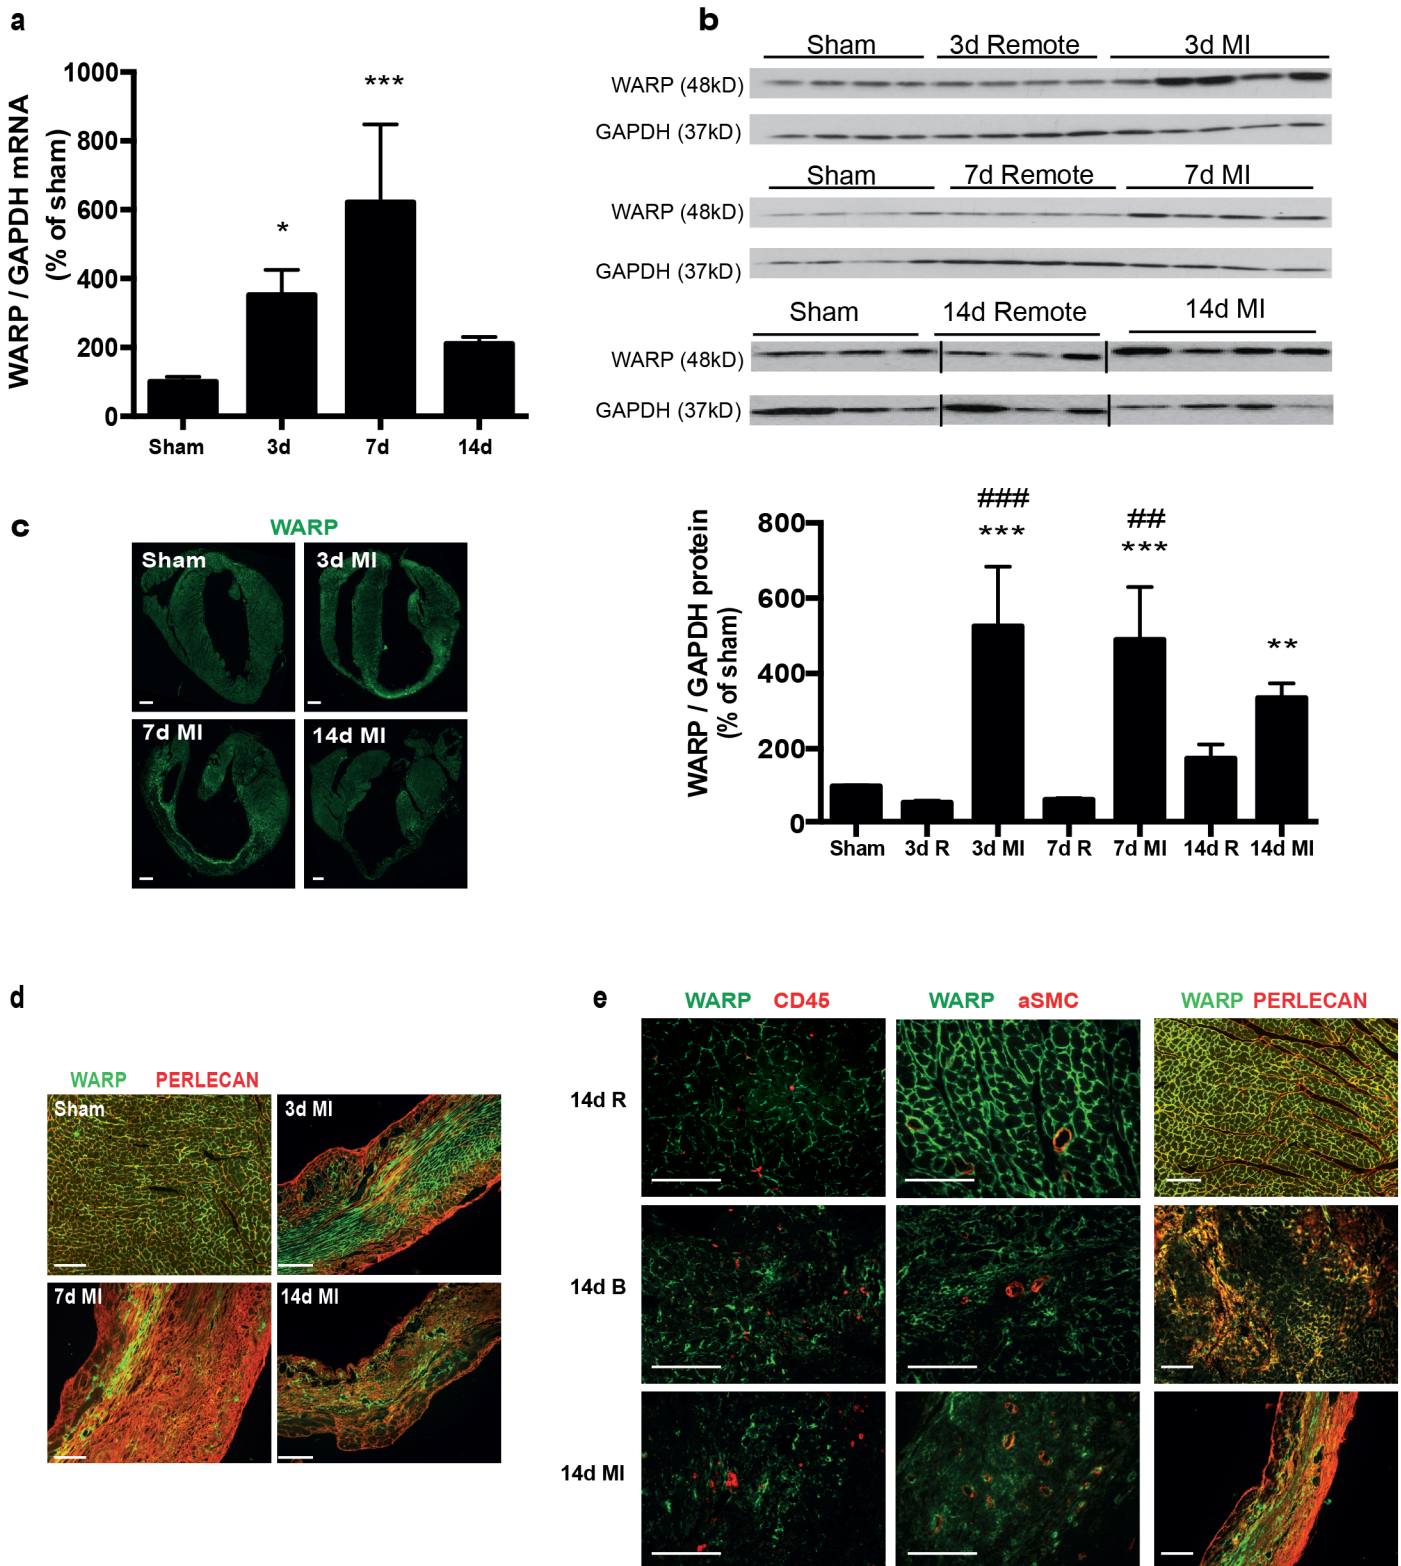 a
WARP / GAPDH mRNA
(% of sham)
1000
800
600
400
200
0
*
***
Sham 3d 7d 14d
b
Sham 3d Remote 3d MI
WARP (48kD)
GAPDH (37kD)
Sham 7d Remote 7d MI
WARP (48kD)
GAPDH (37kD)
Sham 14d Remote 14d MI
WARP (48kD)
GAPDH (37kD)
WARP / GAPDH protein
(% of sham)
800
600
400
200
0
###
***
##
***
**
Sham 3d R 3d MI 7d R 7d MI 14d R 14d MI
c
WARP
Sham 3d MI
7d MI 14d MI
d
WARP PERLECAN
Sham 3d MI
7d MI 14d MI
e
WARP CD45 WARP aSMC WARP PERLECAN
14d R
14d B
14d MI